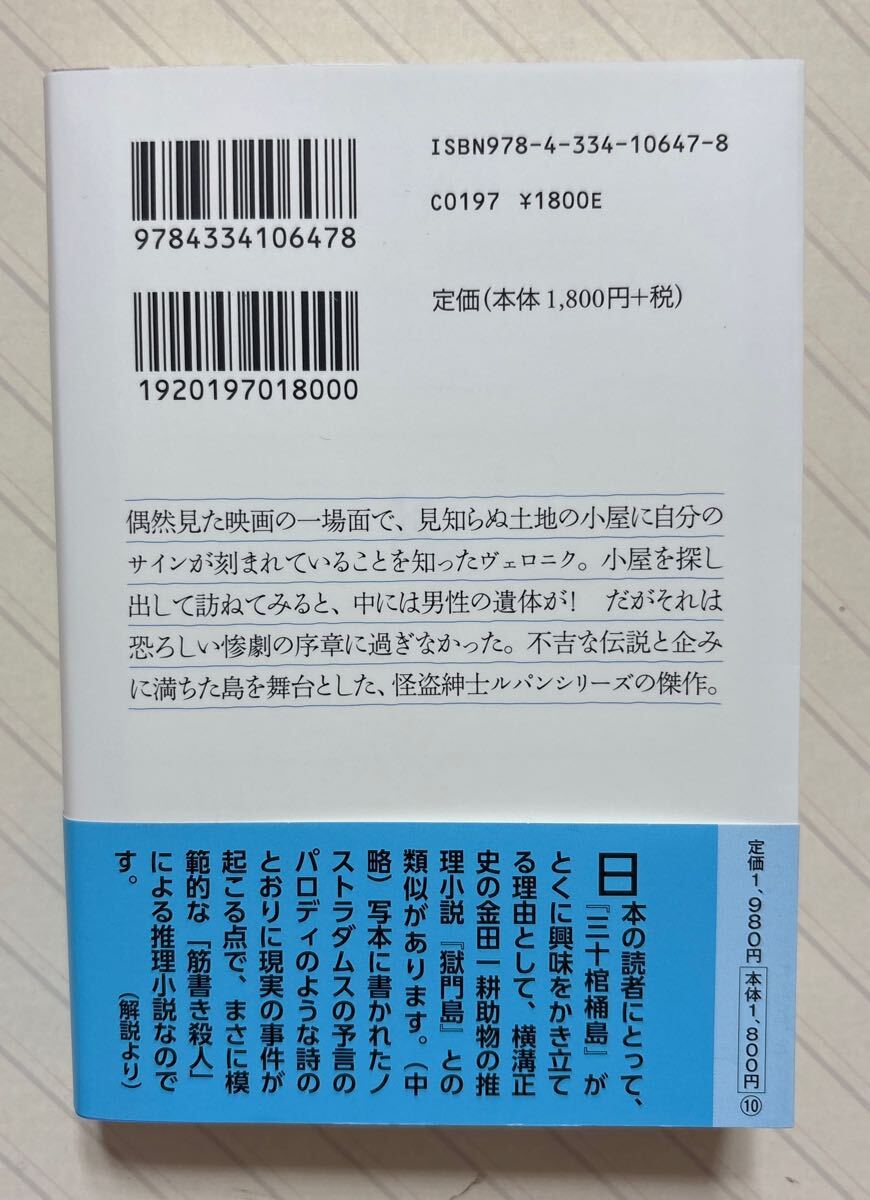 ISBN978-4-334-10647-8
C0197 ¥1800E
9784334106478
定価(本体1,800円+税)
1920197018000
偶然見た映画の一場面で、見知らぬ土地の小屋に自分の
サインが刻まれていることを知ったヴェロニク。小屋を探し
出して訪ねてみると、中には男性の遺体が! だがそれは
恐ろしい惨劇の序章に過ぎなかった。不吉な伝説と企み
に満ちた島を舞台とした、怪盗紳士ルパンシリーズの傑作。
定価1,980円 本体1,800円 ⑩
日本の読者にとって、
『三十棺桶島』が
とくに興味をかき立て
る理由として、横溝正
史の金田一耕助物の推
理小説『獄門島』との
類似があります。(中
略)写本に書かれたノ
ストラダムスの予言の
パロディのような詩の
とおりに現実の事件が
起こる点で、まさに模
範的な「筋書き殺人」
による推理小説なので
す。 (解説より)